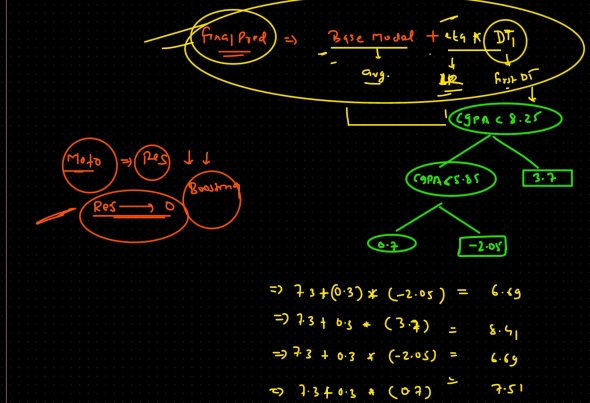 Final Pred => Base Model + eta * DT1
avg. LR first DT
CGPA < 8.25
Moto => Res ↓ ↓
Boosting
CGPA < 5.85
3.7
Res → 0
0.7
-2.05
=> 7.3 + (0.3) * (-2.05) = 6.69
=> 7.3 + 0.3 * (3.7) = 8.41
=> 7.3 + 0.3 * (-2.05) = 6.69
=> 7.3 + 0.3 * (0.7) = 7.51